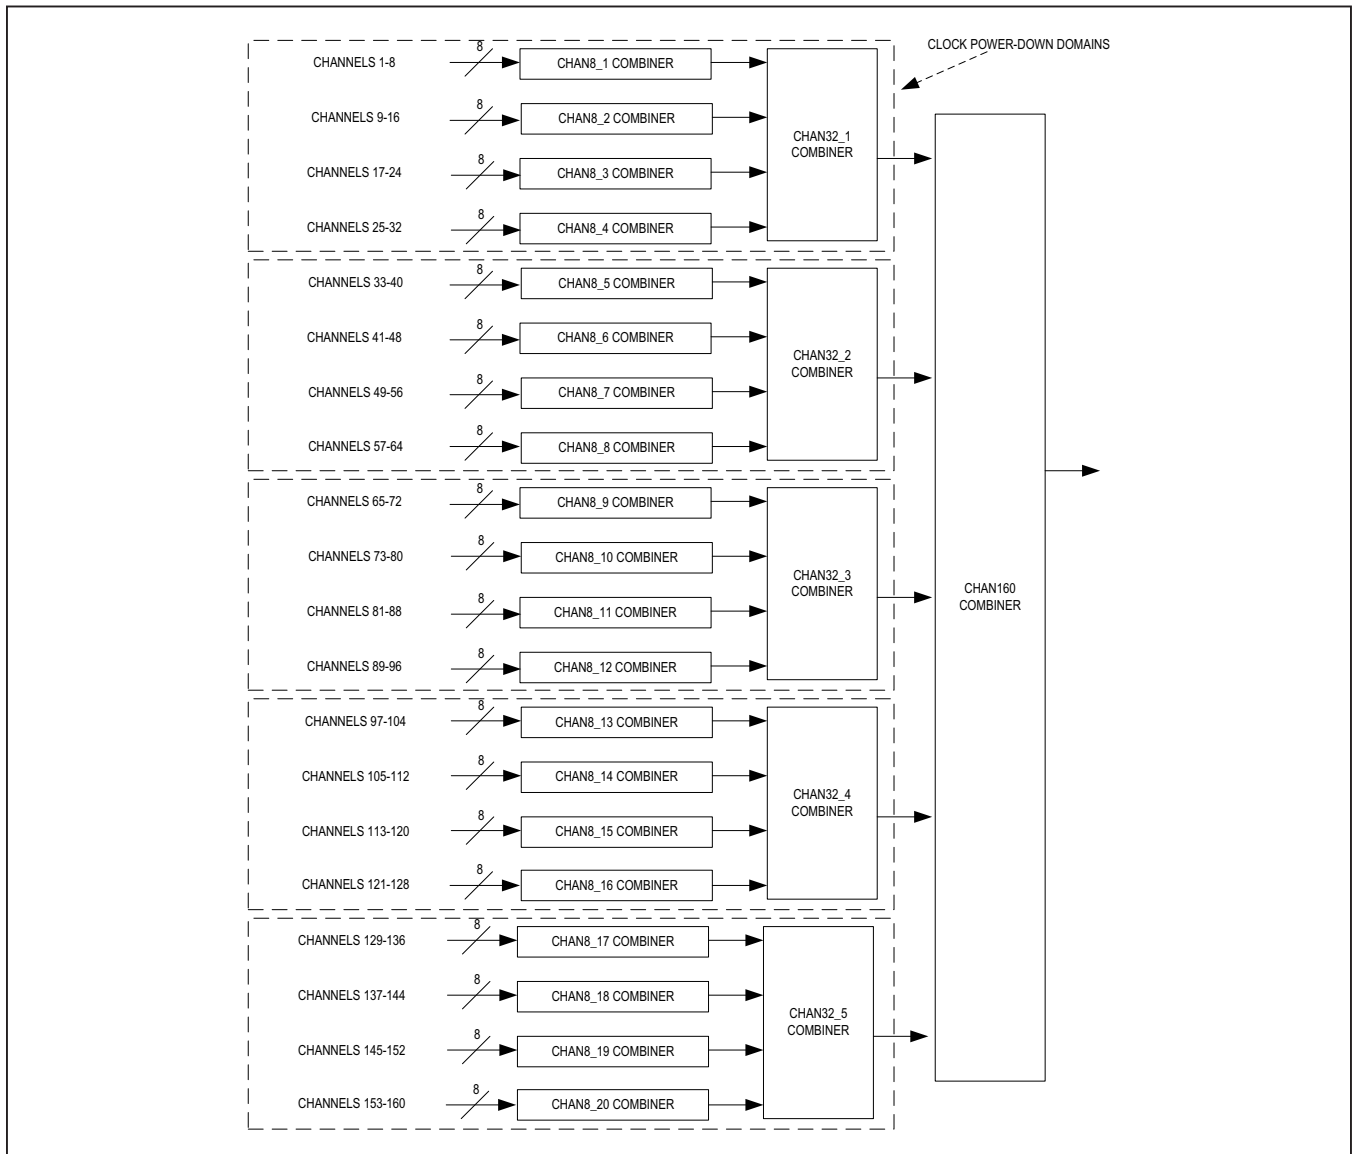 CLOCK POWER-DOWN DOMAINS
CHANNELS 1-8
8
CHAN8_1 COMBINER
CHANNELS 9-16
8
CHAN8_2 COMBINER
CHANNELS 17-24
8
CHAN8_3 COMBINER
CHANNELS 25-32
8
CHAN8_4 COMBINER
CHAN32_1
COMBINER
CHANNELS 33-40
8
CHAN8_5 COMBINER
CHANNELS 41-48
8
CHAN8_6 COMBINER
CHANNELS 49-56
8
CHAN8_7 COMBINER
CHANNELS 57-64
8
CHAN8_8 COMBINER
CHAN32_2
COMBINER
CHANNELS 65-72
8
CHAN8_9 COMBINER
CHANNELS 73-80
8
CHAN8_10 COMBINER
CHANNELS 81-88
8
CHAN8_11 COMBINER
CHANNELS 89-96
8
CHAN8_12 COMBINER
CHAN32_3
COMBINER
CHANNELS 97-104
8
CHAN8_13 COMBINER
CHANNELS 105-112
8
CHAN8_14 COMBINER
CHANNELS 113-120
8
CHAN8_15 COMBINER
CHANNELS 121-128
8
CHAN8_16 COMBINER
CHAN32_4
COMBINER
CHANNELS 129-136
8
CHAN8_17 COMBINER
CHANNELS 137-144
8
CHAN8_18 COMBINER
CHANNELS 145-152
8
CHAN8_19 COMBINER
CHANNELS 153-160
8
CHAN8_20 COMBINER
CHAN32_5
COMBINER
CHAN160
COMBINER